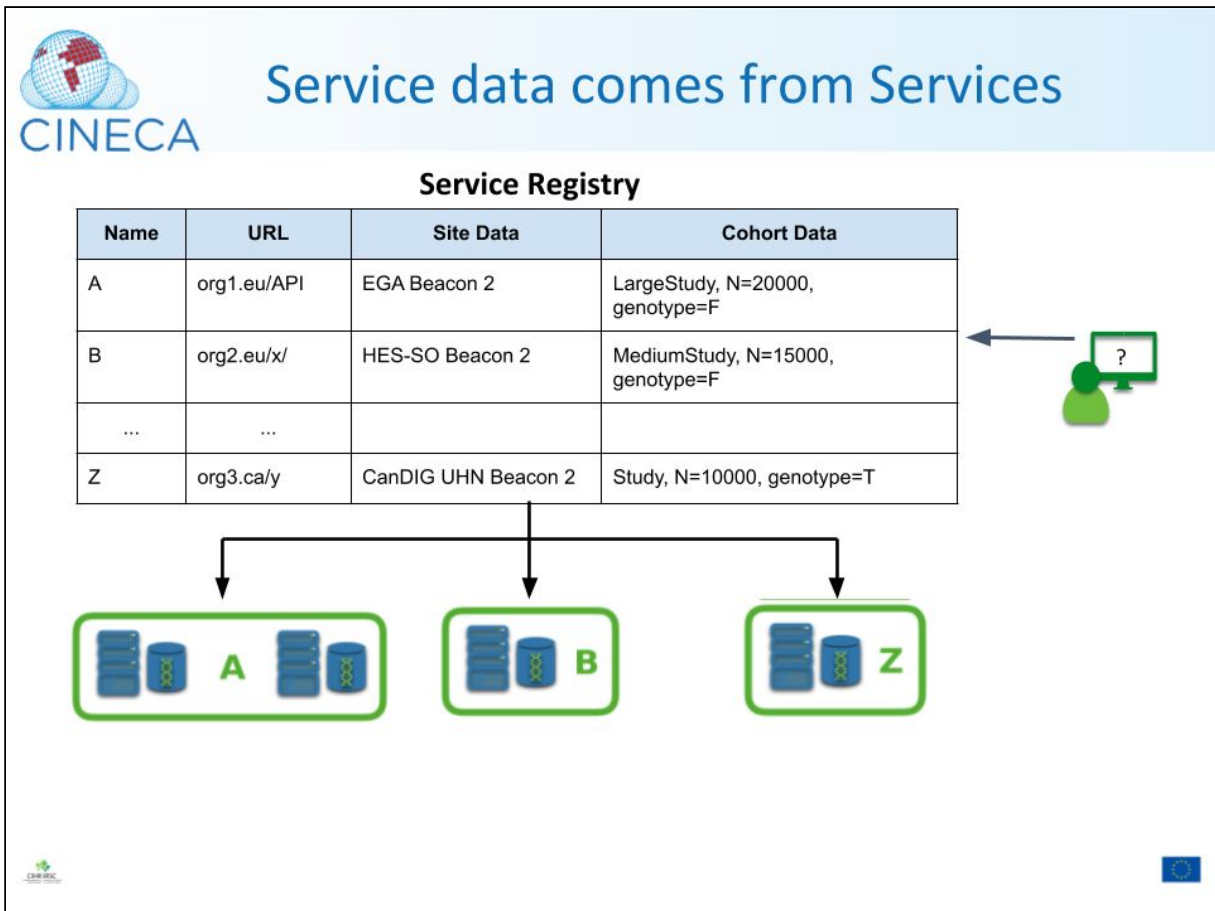 Service data comes from Services
CINECA
Service Registry
Name URL Site Data Cohort Data
A org1.eu/API EGA Beacon 2 LargeStudy, N=20000,
genotype=F
B org2.eu/x/ HES-SO Beacon 2 MediumStudy, N=15000,
genotype=F
... ...
Z org3.ca/y CanDIG UHN Beacon 2 Study, N=10000, genotype=T
?
A B Z